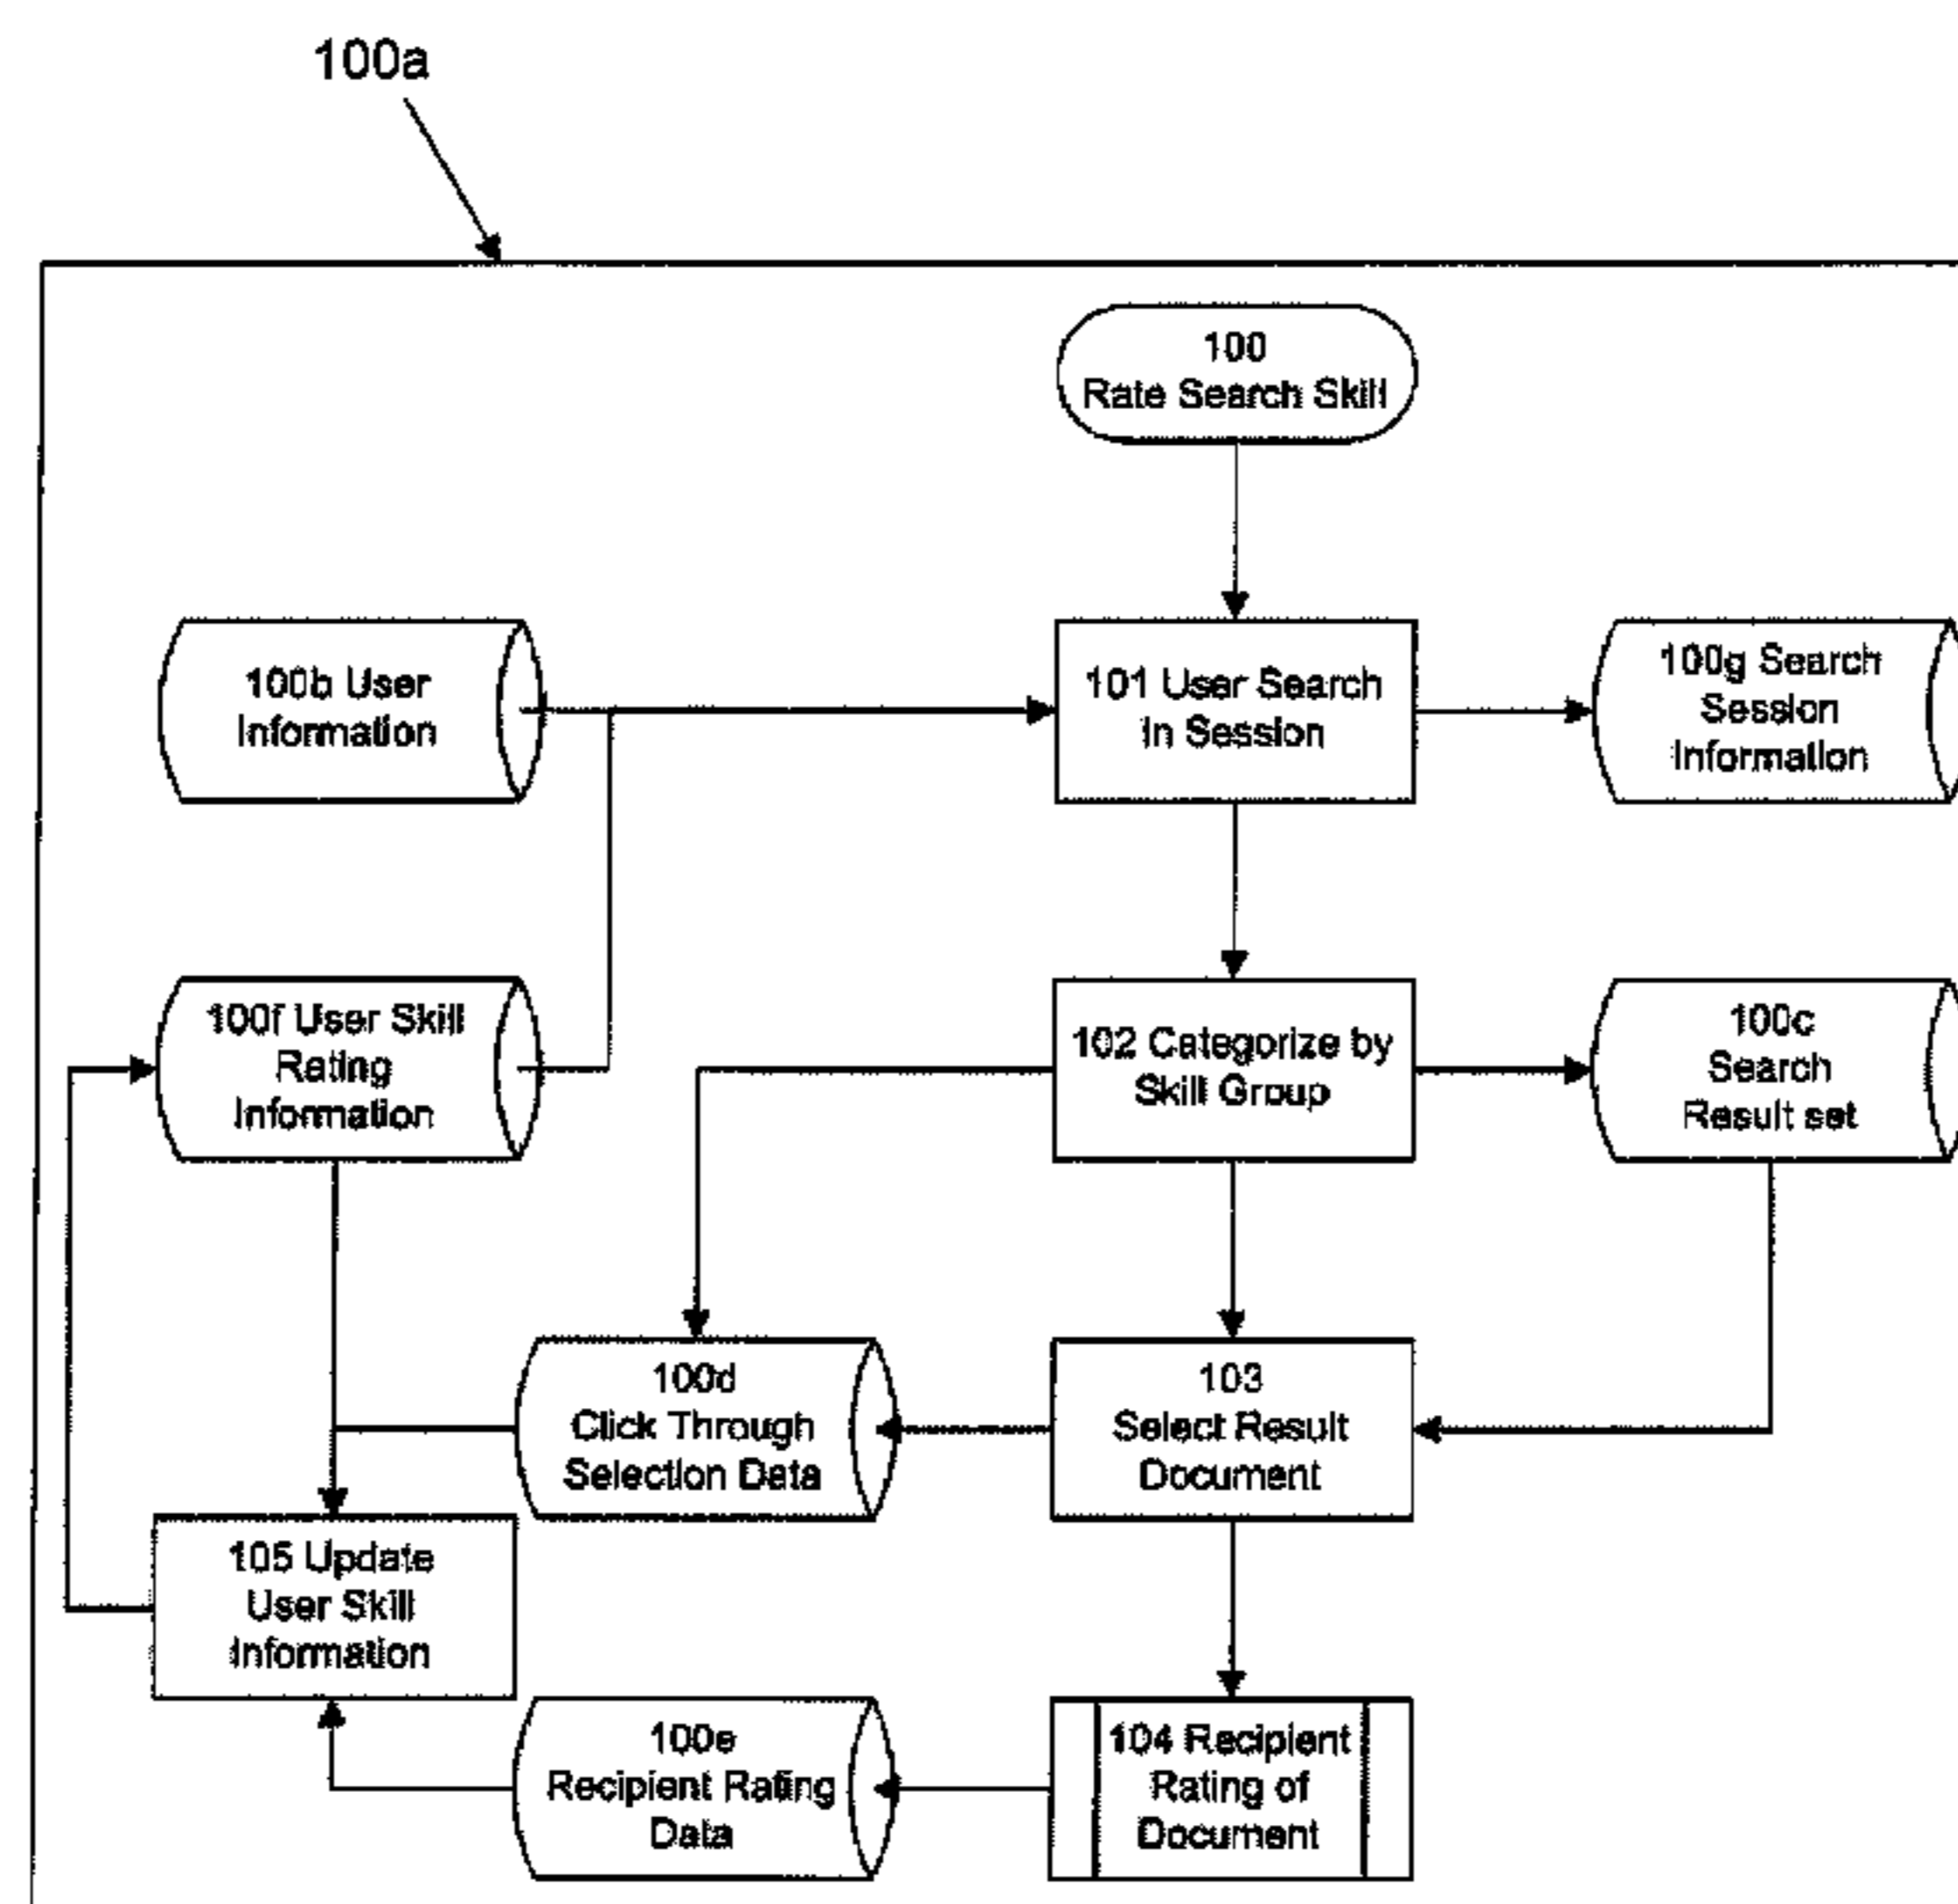 100a
100
Rate Search Skill
100b User
Information
101 User Search
In Session
100g Search
Session
Information
100f User Skill
Rating
Information
102 Categorize by
Skill Group
100c
Search
Result set
100d
Click Through
Selection Data
103
Select Result
Document
105 Update
User Skill
Information
100e
Recipient Rating
Data
104 Recipient
Rating of
Document